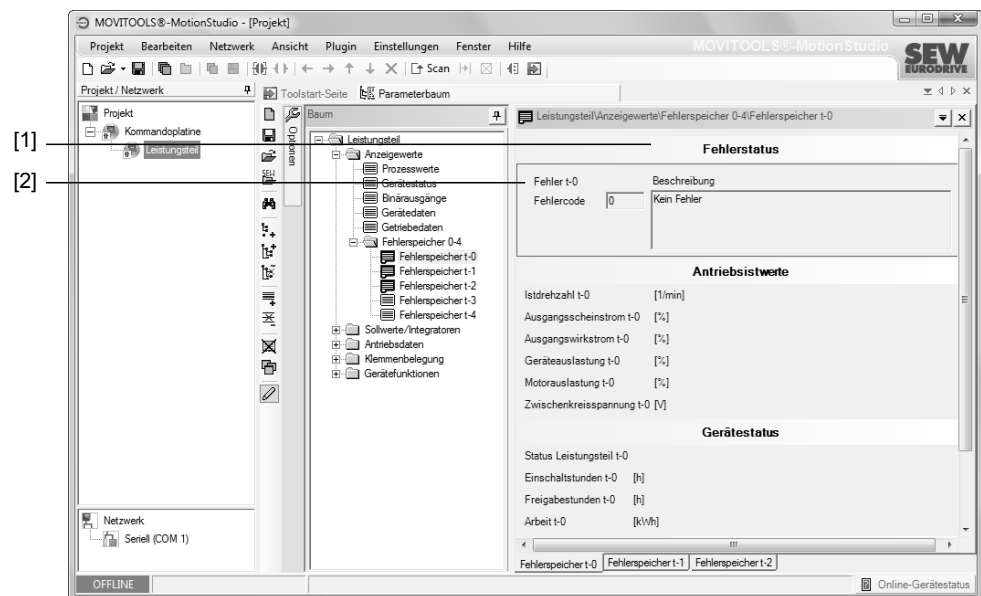 MOVITOOLS®-MotionStudio - [Projekt]
Projekt Bearbeiten Netzwerk Ansicht Plugin Einstellungen Fenster Hilfe
MOVITOOLS®-MotionStudio
SEW
EURODRIVE
Scan
Projekt / Netzwerk
Toolstart-Seite Parameterbaum
Projekt
Kommandoplatine
Leistungsteil
Netzwerk
Seriell (COM 1)
SEW
Optionen
Baum
Leistungsteil
Anzeigewerte
Prozesswerte
Gerätestatus
Binärausgänge
Gerätedaten
Getriebedaten
Fehlerspeicher 0-4
Fehlerspeicher t-0
Fehlerspeicher t-1
Fehlerspeicher t-2
Fehlerspeicher t-3
Fehlerspeicher t-4
Sollwerte/Integratoren
Antriebsdaten
Klemmenbelegung
Gerätefunktionen
Leistungsteil\Anzeigewerte\Fehlerspeicher 0-4\Fehlerspeicher t-0
[1]
Fehlerstatus
[2]
Fehler t-0 Beschreibung
Fehlercode 0 Kein Fehler
Antriebsistwerte
Istdrehzahl t-0 [1/min]
Ausgangsscheinstrom t-0 [%]
Ausgangswirkstrom t-0 [%]
Geräteauslastung t-0 [%]
Motorauslastung t-0 [%]
Zwischenkreisspannung t-0 [V]
Gerätestatus
Status Leistungsteil t-0
Einschaltstunden t-0 [h]
Freigabestunden t-0 [h]
Arbeit t-0 [kWh]
Fehlerspeicher t-0 Fehlerspeicher t-1 Fehlerspeicher t-2
OFFLINE
Online-Gerätestatus